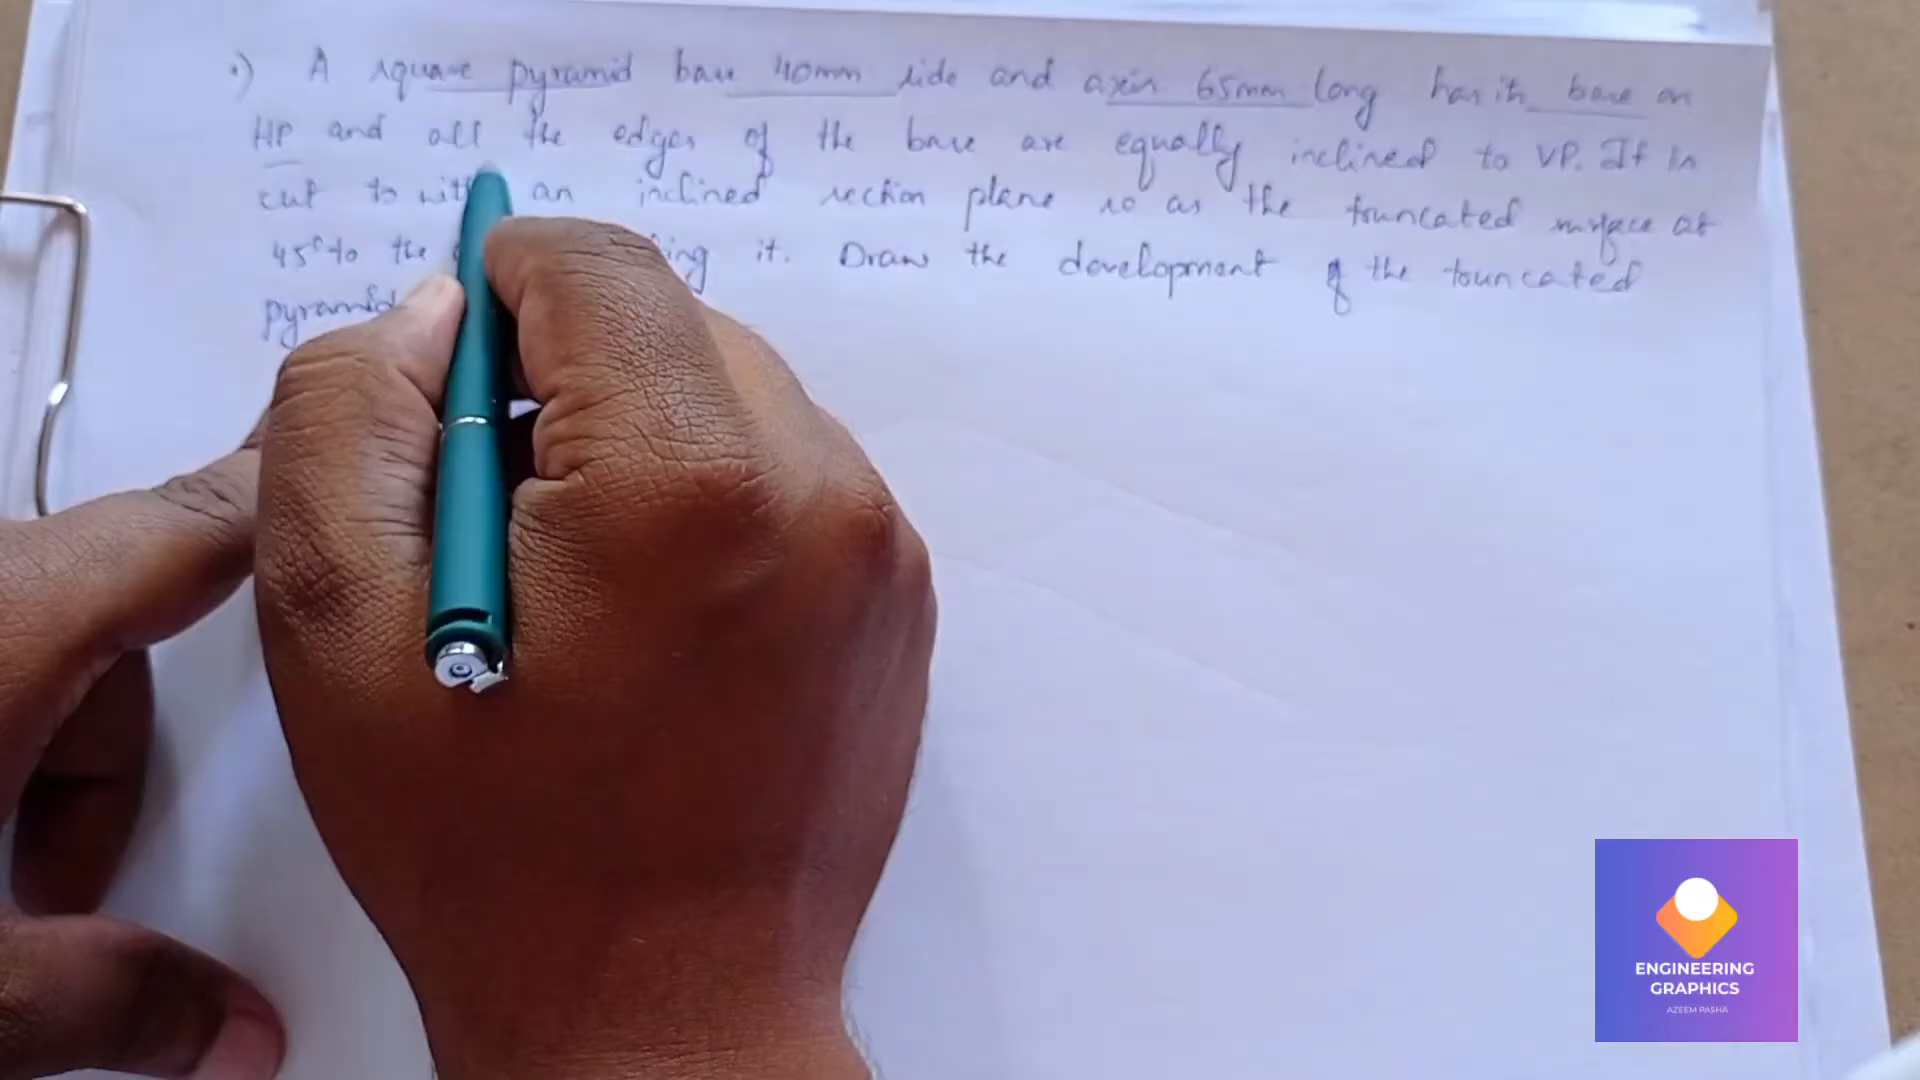 •) A square pyramid base 40mm side and axis 65mm long has its base on
HP and all the edges of the base are equally inclined to VP. It is
cut to with an inclined section plane so as the truncated surface at
45° to the it. Draw the development of the truncated
pyramid
ENGINEERING
GRAPHICS
AZEEM PASHA